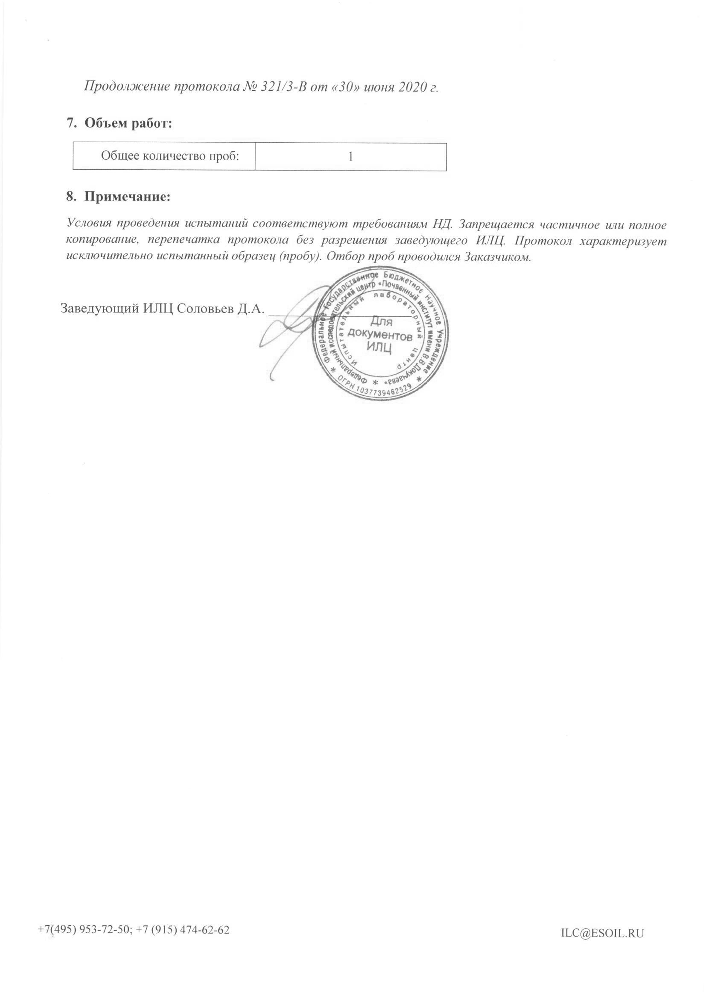 Продолжение протокола № 321/3-В от «30» июня 2020 г.
7. Объем работ:
Общее количество проб: 1
8. Примечание:
Условия проведения испытаний соответствуют требованиям НД. Запрещается частичное или полное
копирование, перепечатка протокола без разрешения заведующего ИЛЦ. Протокол характеризует
исключительно испытанный образец (пробу). Отбор проб проводился Заказчиком.
Заведующий ИЛЦ Соловьев Д.А.
Федеральное Государственное Бюджетное Научное Учреждение
* ОГРН 1037739462529 *
Федеральный исследовательский центр «Почвенный институт имени В.В.Докучаева» *
Испытательный лабораторный центр
Для
документов
ИЛЦ
+7(495) 953-72-50; +7 (915) 474-62-62
ILC@ESOIL.RU